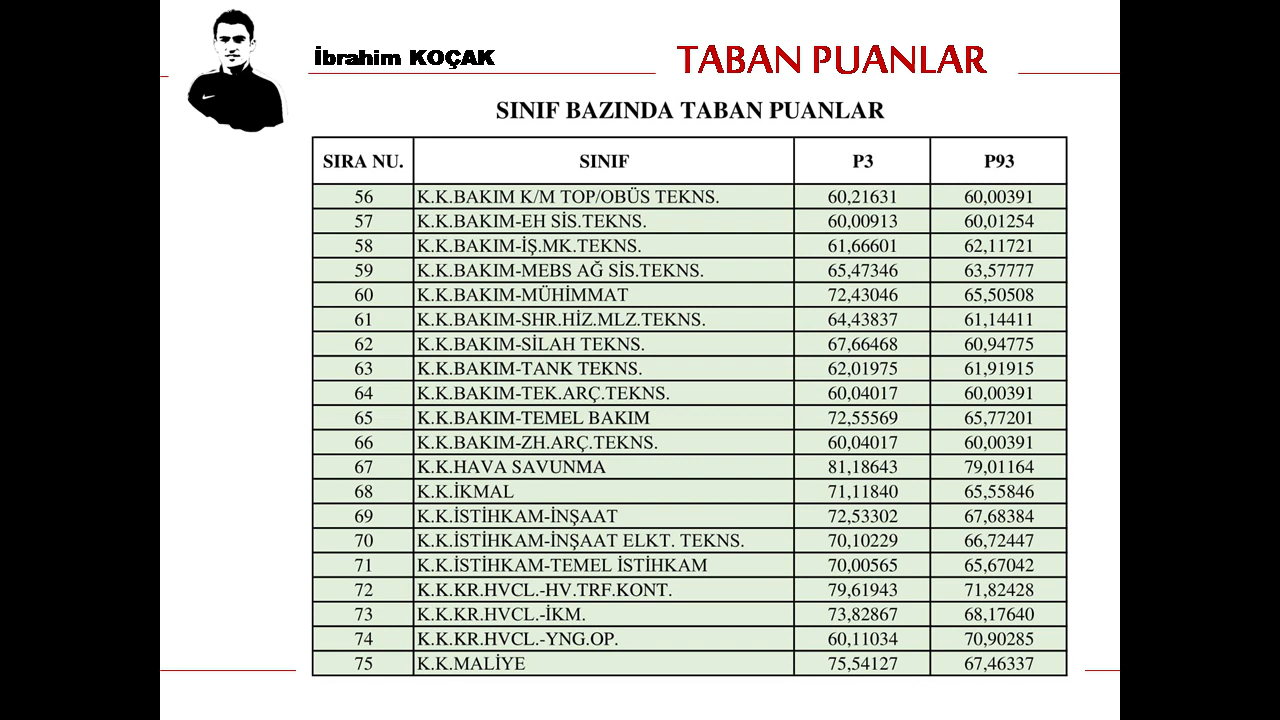 İbrahim KOÇAK
TABAN PUANLAR
SINIF BAZINDA TABAN PUANLAR
SIRA NU. SINIF P3 P93
56 K.K.BAKIM K/M TOP/OBÜS TEKNS. 60,21631 60,00391
57 K.K.BAKIM-EH SİS.TEKNS. 60,00913 60,01254
58 K.K.BAKIM-İŞ.MK.TEKNS. 61,66601 62,11721
59 K.K.BAKIM-MEBS AĞ SİS.TEKNS. 65,47346 63,57777
60 K.K.BAKIM-MÜHİMMAT 72,43046 65,50508
61 K.K.BAKIM-SHR.HİZ.MLZ.TEKNS. 64,43837 61,14411
62 K.K.BAKIM-SİLAH TEKNS. 67,66468 60,94775
63 K.K.BAKIM-TANK TEKNS. 62,01975 61,91915
64 K.K.BAKIM-TEK.ARÇ.TEKNS. 60,04017 60,00391
65 K.K.BAKIM-TEMEL BAKIM 72,55569 65,77201
66 K.K.BAKIM-ZH.ARÇ.TEKNS. 60,04017 60,00391
67 K.K.HAVA SAVUNMA 81,18643 79,01164
68 K.K.İKMAL 71,11840 65,55846
69 K.K.İSTİHKAM-İNŞAAT 72,53302 67,68384
70 K.K.İSTİHKAM-İNŞAAT ELKT. TEKNS. 70,10229 66,72447
71 K.K.İSTİHKAM-TEMEL İSTİHKAM 70,00565 65,67042
72 K.K.KR.HVCL.-HV.TRF.KONT. 79,61943 71,82428
73 K.K.KR.HVCL.-İKM. 73,82867 68,17640
74 K.K.KR.HVCL.-YNG.OP. 60,11034 70,90285
75 K.K.MALİYE 75,54127 67,46337